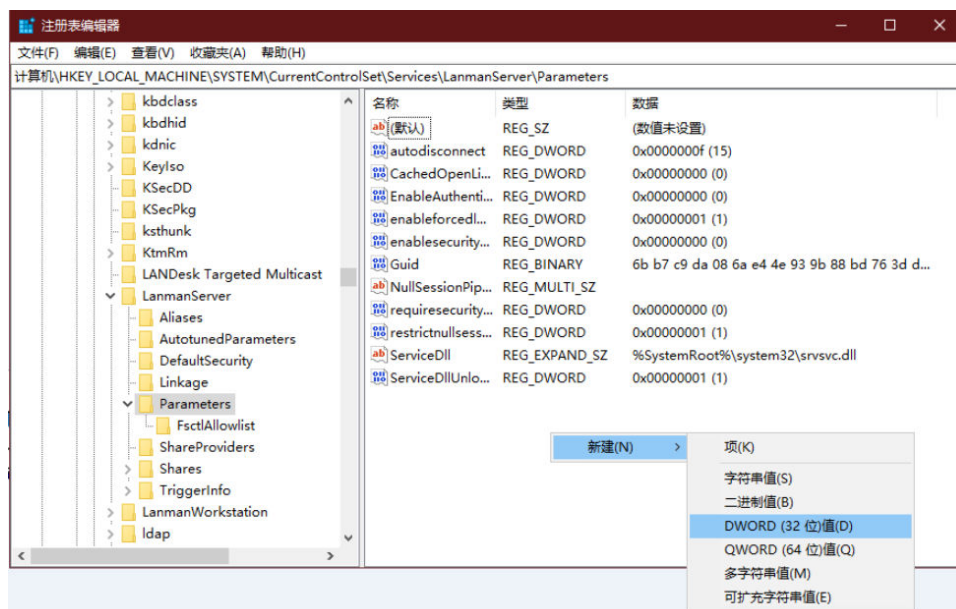 注册表编辑器
文件(F) 编辑(E) 查看(V) 收藏夹(A) 帮助(H)
计算机\HKEY_LOCAL_MACHINE\SYSTEM\CurrentControlSet\Services\LanmanServer\Parameters
kbdclass
kbdhid
kdnic
KeyIso
KSecDD
KSecPkg
ksthunk
KtmRm
LANDesk Targeted Multicast
LanmanServer
Aliases
AutotunedParameters
DefaultSecurity
Linkage
Parameters
FsctlAllowlist
ShareProviders
Shares
TriggerInfo
LanmanWorkstation
ldap
名称 类型 数据
(默认) REG_SZ (数值未设置)
autodisconnect REG_DWORD 0x0000000f (15)
CachedOpenLi... REG_DWORD 0x00000000 (0)
EnableAuthenti... REG_DWORD 0x00000000 (0)
enableforcedl... REG_DWORD 0x00000001 (1)
enablesecurity... REG_DWORD 0x00000000 (0)
Guid REG_BINARY 6b b7 c9 da 08 6a e4 4e 93 9b 88 bd 76 3d d...
NullSessionPip... REG_MULTI_SZ
requiresecurity... REG_DWORD 0x00000000 (0)
restrictnullsess... REG_DWORD 0x00000001 (1)
ServiceDll REG_EXPAND_SZ %SystemRoot%\system32\srvsvc.dll
ServiceDllUnlo... REG_DWORD 0x00000001 (1)
新建(N)
项(K)
字符串值(S)
二进制值(B)
DWORD (32 位)值(D)
QWORD (64 位)值(Q)
多字符串值(M)
可扩充字符串值(E)